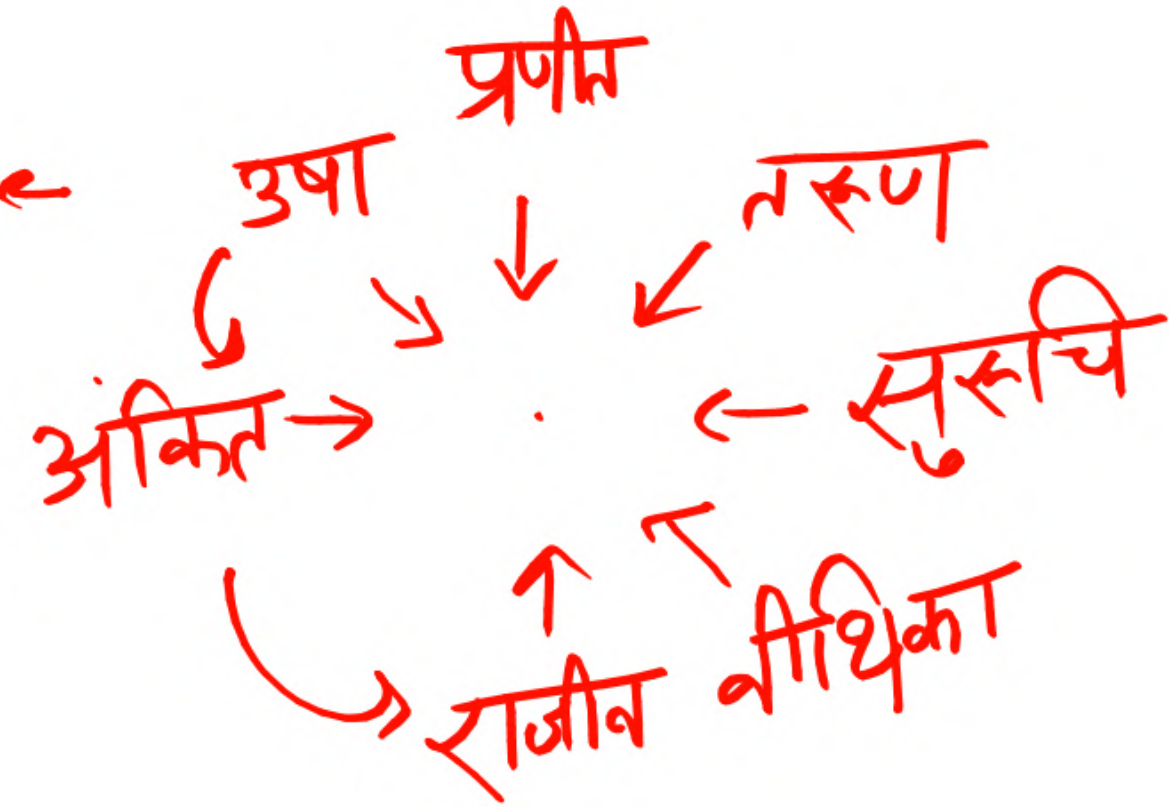 प्रणीत
उषा
तरूण
सुरूचि
अंकित
वीथिका
राजीव